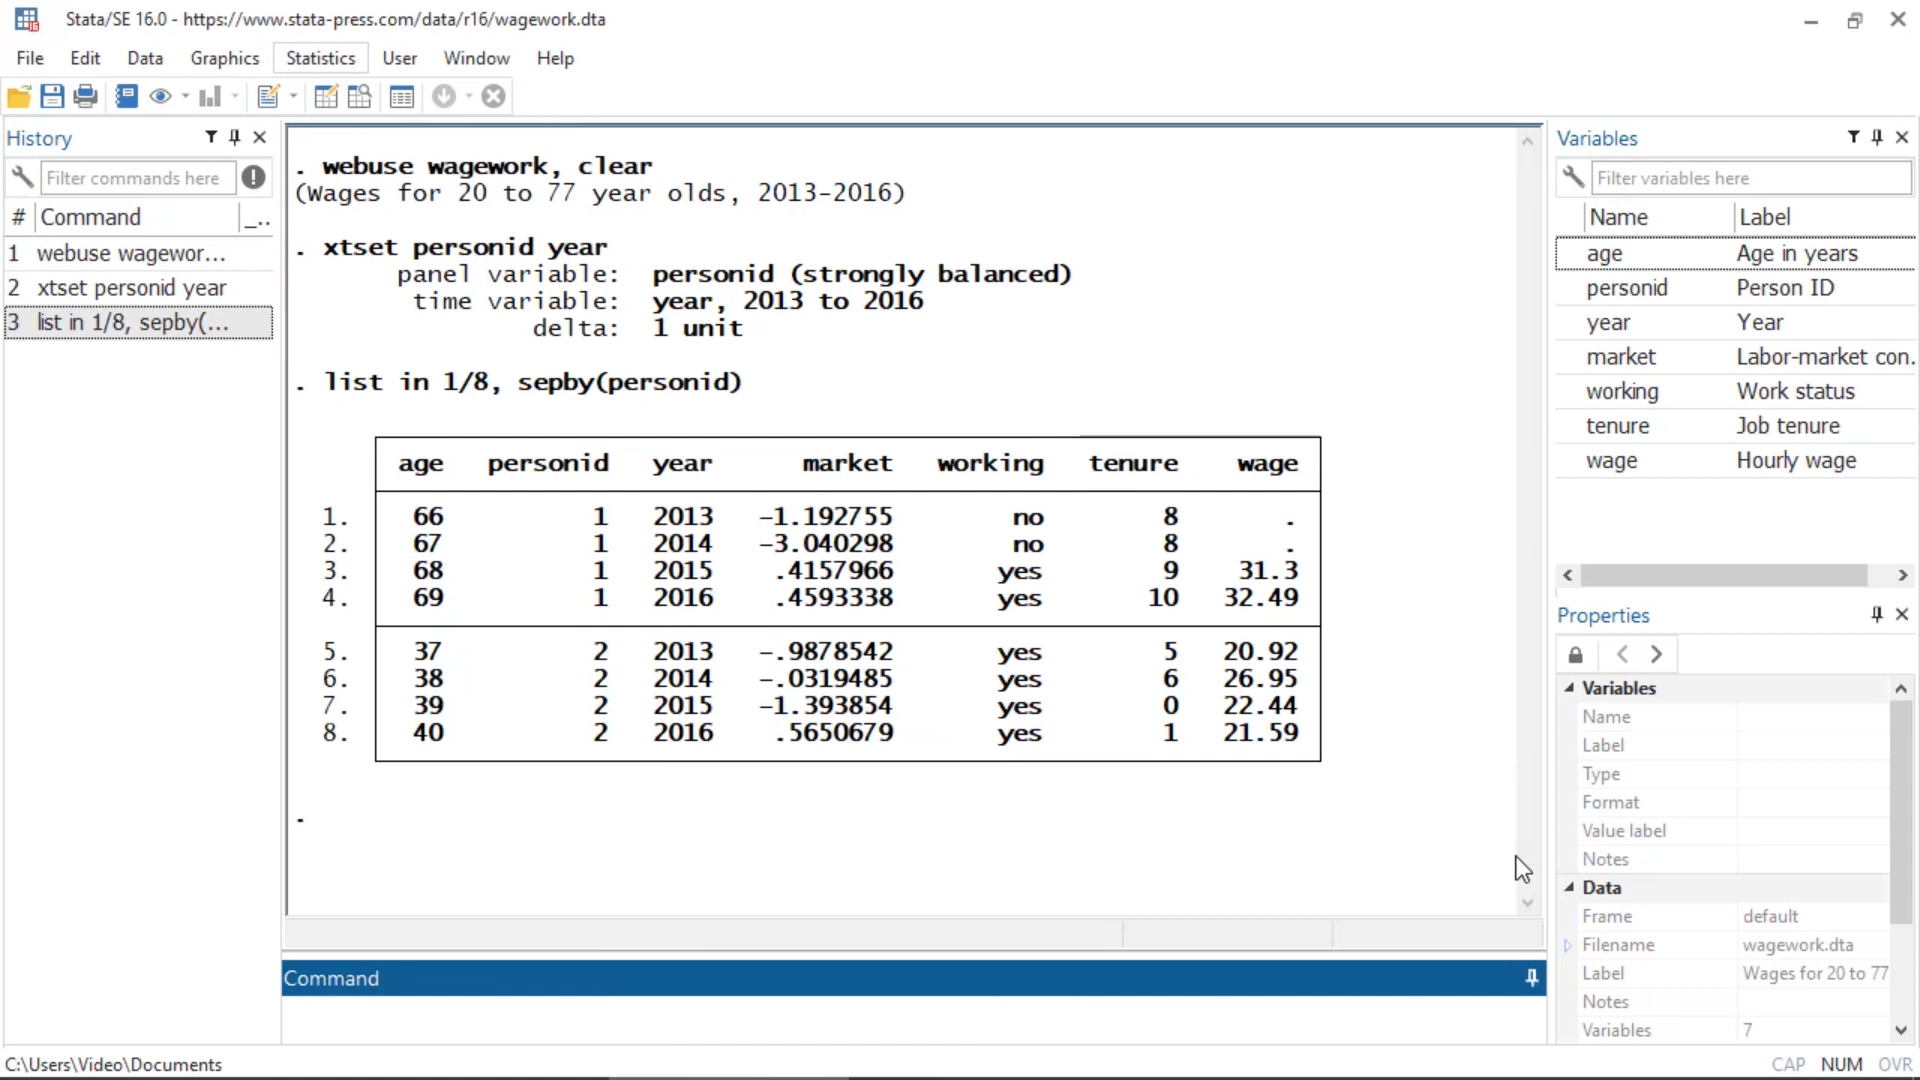 Stata/SE 16.0 - https://www.stata-press.com/data/r16/wagework.dta
File Edit Data Graphics Statistics User Window Help
History
Filter commands here
# Command _..
1 webuse wagewor...
2 xtset personid year
3 list in 1/8, sepby(...
. webuse wagework, clear
(Wages for 20 to 77 year olds, 2013-2016)
. xtset personid year
panel variable: personid (strongly balanced)
time variable: year, 2013 to 2016
delta: 1 unit
. list in 1/8, sepby(personid)
age personid year market working tenure wage
1. 66 1 2013 -1.192755 no 8 .
2. 67 1 2014 -3.040298 no 8 .
3. 68 1 2015 .4157966 yes 9 31.3
4. 69 1 2016 .4593338 yes 10 32.49
5. 37 2 2013 -.9878542 yes 5 20.92
6. 38 2 2014 -.0319485 yes 6 26.95
7. 39 2 2015 -1.393854 yes 0 22.44
8. 40 2 2016 .5650679 yes 1 21.59
.
Command
Variables
Filter variables here
Name Label
age Age in years
personid Person ID
year Year
market Labor-market con.
working Work status
tenure Job tenure
wage Hourly wage
Properties
Variables
Name
Label
Type
Format
Value label
Notes
Data
Frame default
Filename wagework.dta
Label Wages for 20 to 77
Notes
Variables 7
C:\Users\Video\Documents
CAP NUM OVR